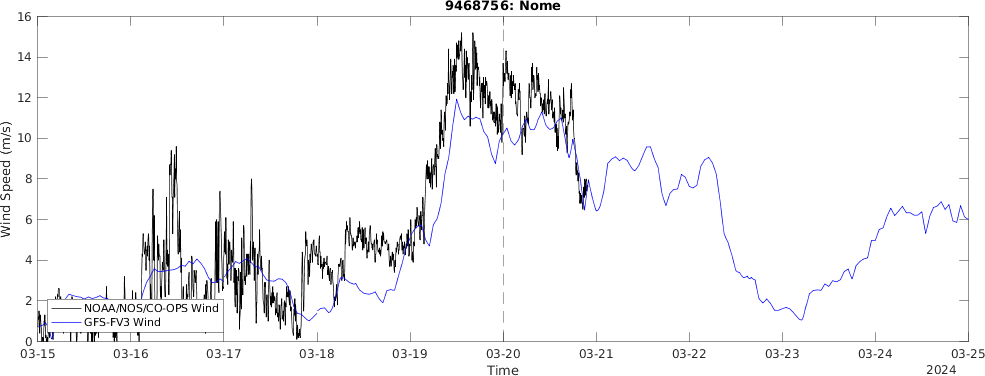 9468756: Nome
16
14
12
10
8
6
4
2
0
Wind Speed (m/s)
NOAA/NOS/CO-OPS Wind
GFS-FV3 Wind
03-15 03-16 03-17 03-18 03-19 03-20 03-21 03-22 03-23 03-24 03-25
Time
2024